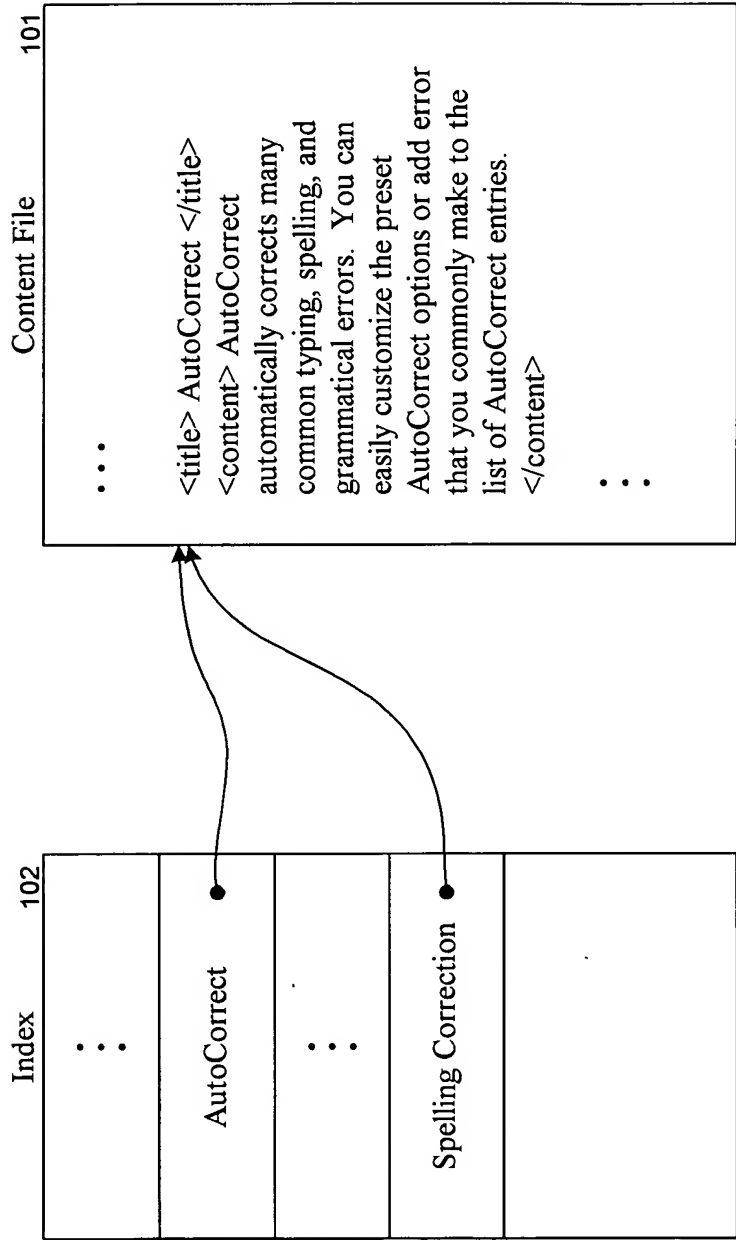 Index
102
• • •
AutoCorrect
• • •
Spelling Correction
Content File
101
• • •
<title> AutoCorrect </title>
<content> AutoCorrect
automatically corrects many
common typing, spelling, and
grammatical errors. You can
easily customize the preset
AutoCorrect options or add error
that you commonly make to the
list of AutoCorrect entries.
</content>
• • •